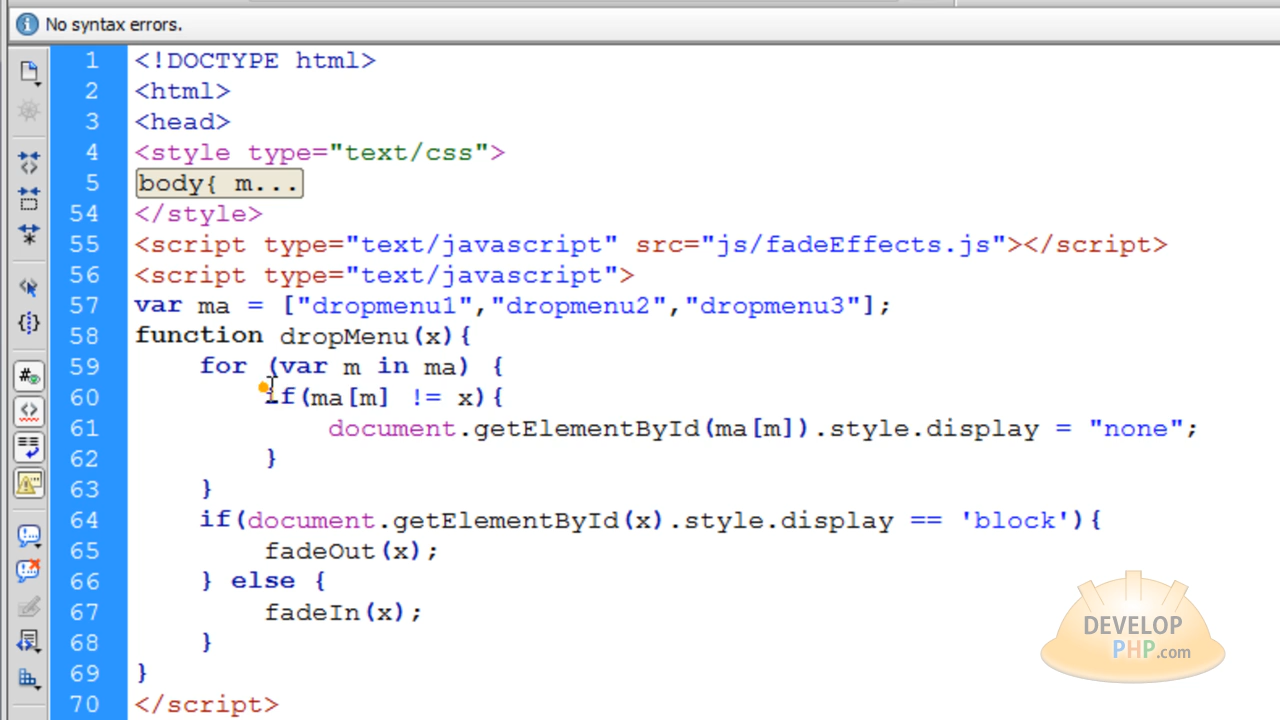 No syntax errors.
1 <!DOCTYPE html>
2 <html>
3 <head>
4 <style type="text/css">
5 body{ m...
54 </style>
55 <script type="text/javascript" src="js/fadeEffects.js"></script>
56 <script type="text/javascript">
57 var ma = ["dropmenu1","dropmenu2","dropmenu3"];
58 function dropMenu(x){
59 for (var m in ma) {
60 if(ma[m] != x){
61 document.getElementById(ma[m]).style.display = "none";
62 }
63 }
64 if(document.getElementById(x).style.display == 'block'){
65 fadeOut(x);
66 } else {
67 fadeIn(x);
68 }
69 }
70 </script>
DEVELOP
PHP.com